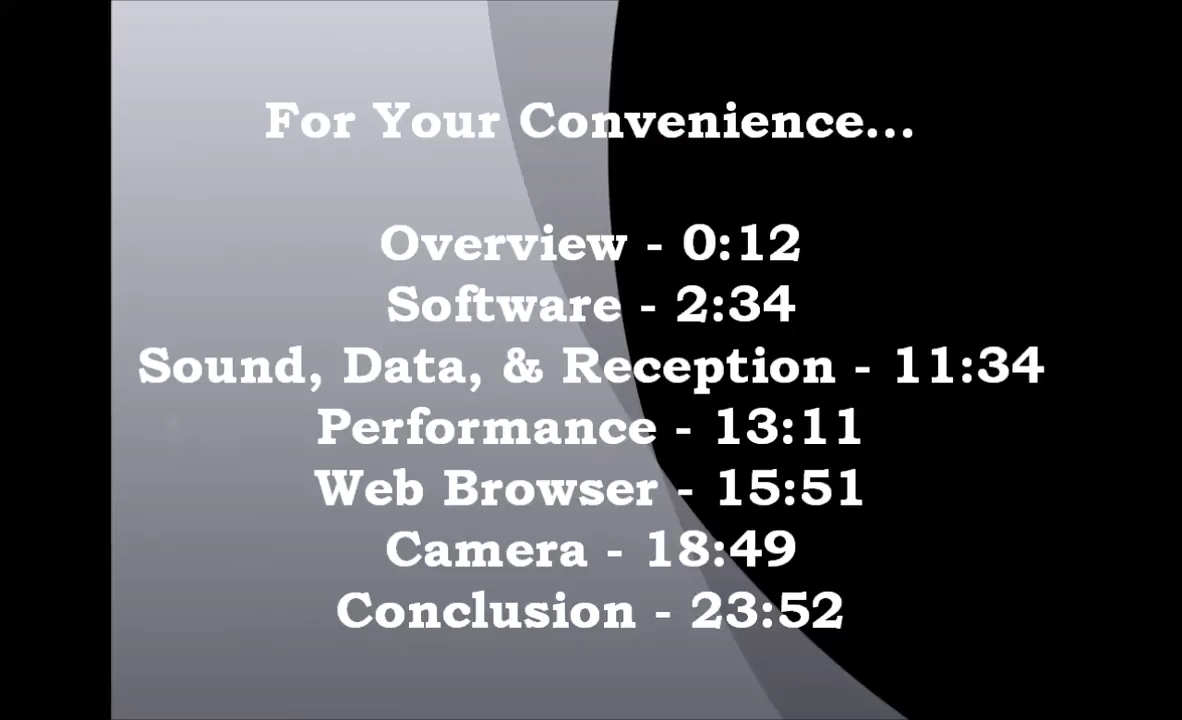 For Your Convenience...
Overview - 0:12
Software - 2:34
Sound, Data, & Reception - 11:34
Performance - 13:11
Web Browser - 15:51
Camera - 18:49
Conclusion - 23:52